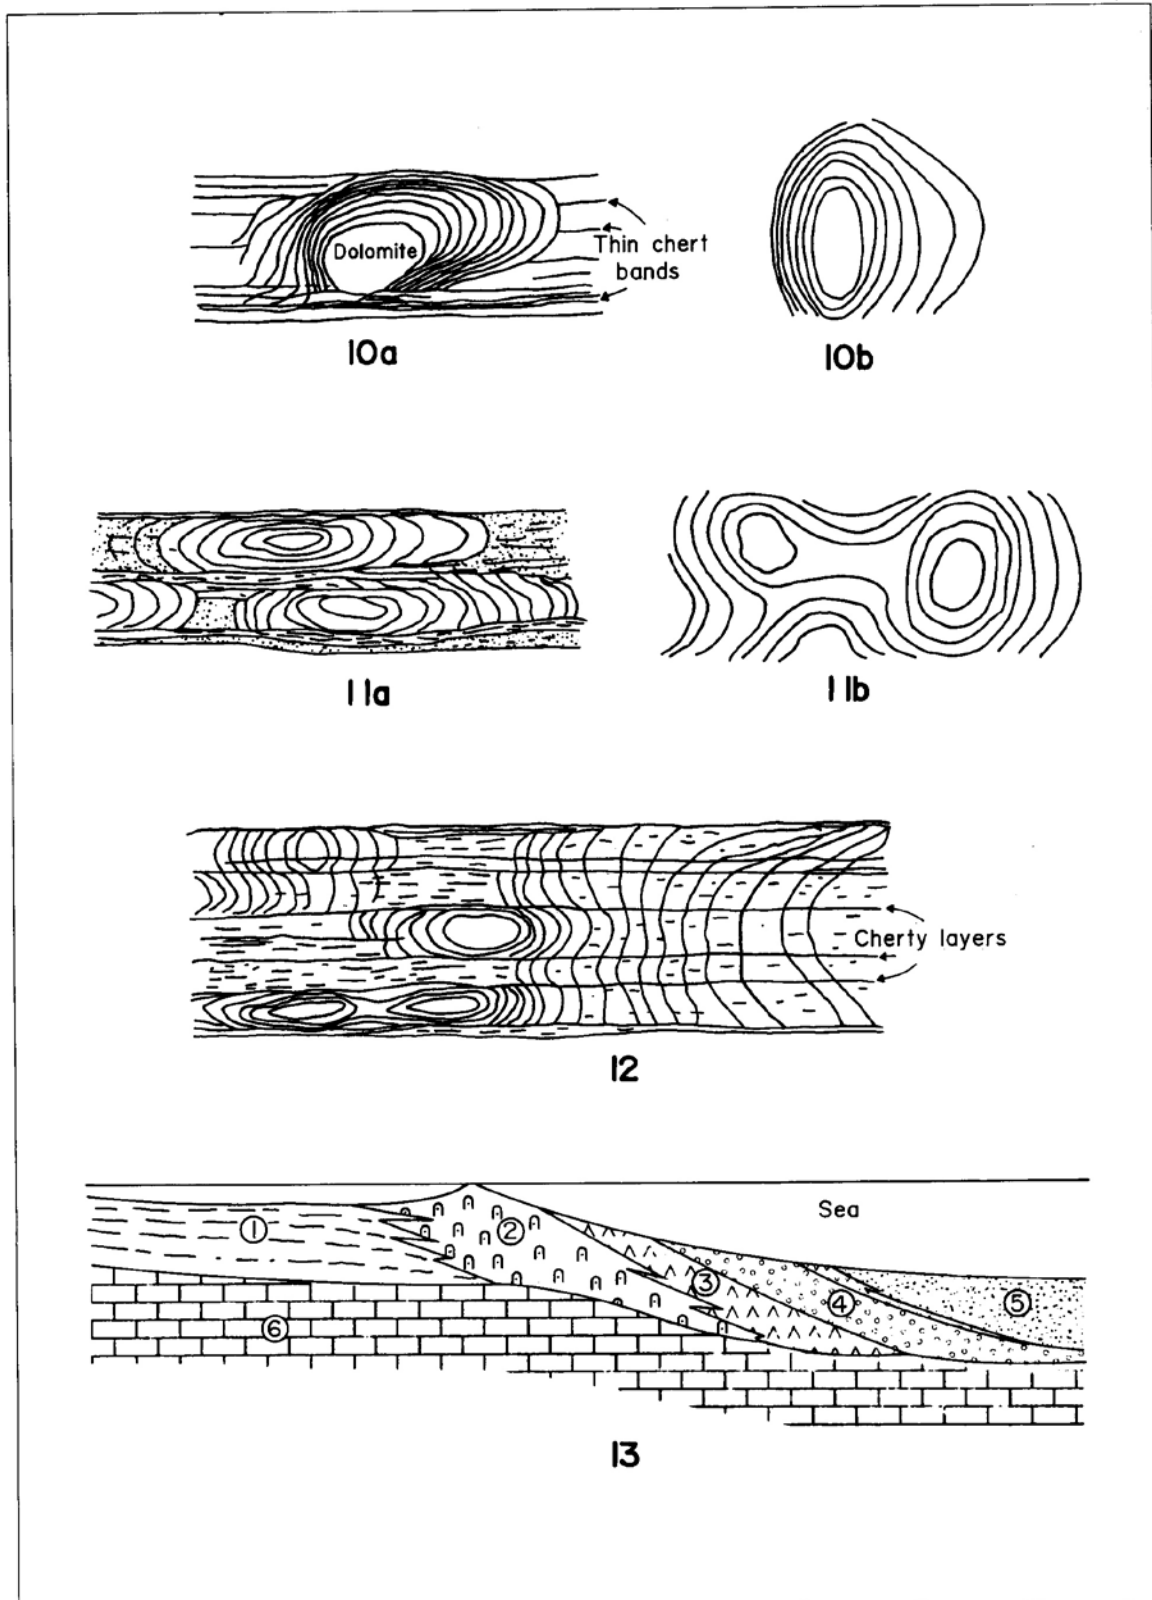 Dolomite
Thin chert
bands
10a
10b
11a
11b
Cherty layers
12
Sea
①
②
③
④
⑤
⑥
13